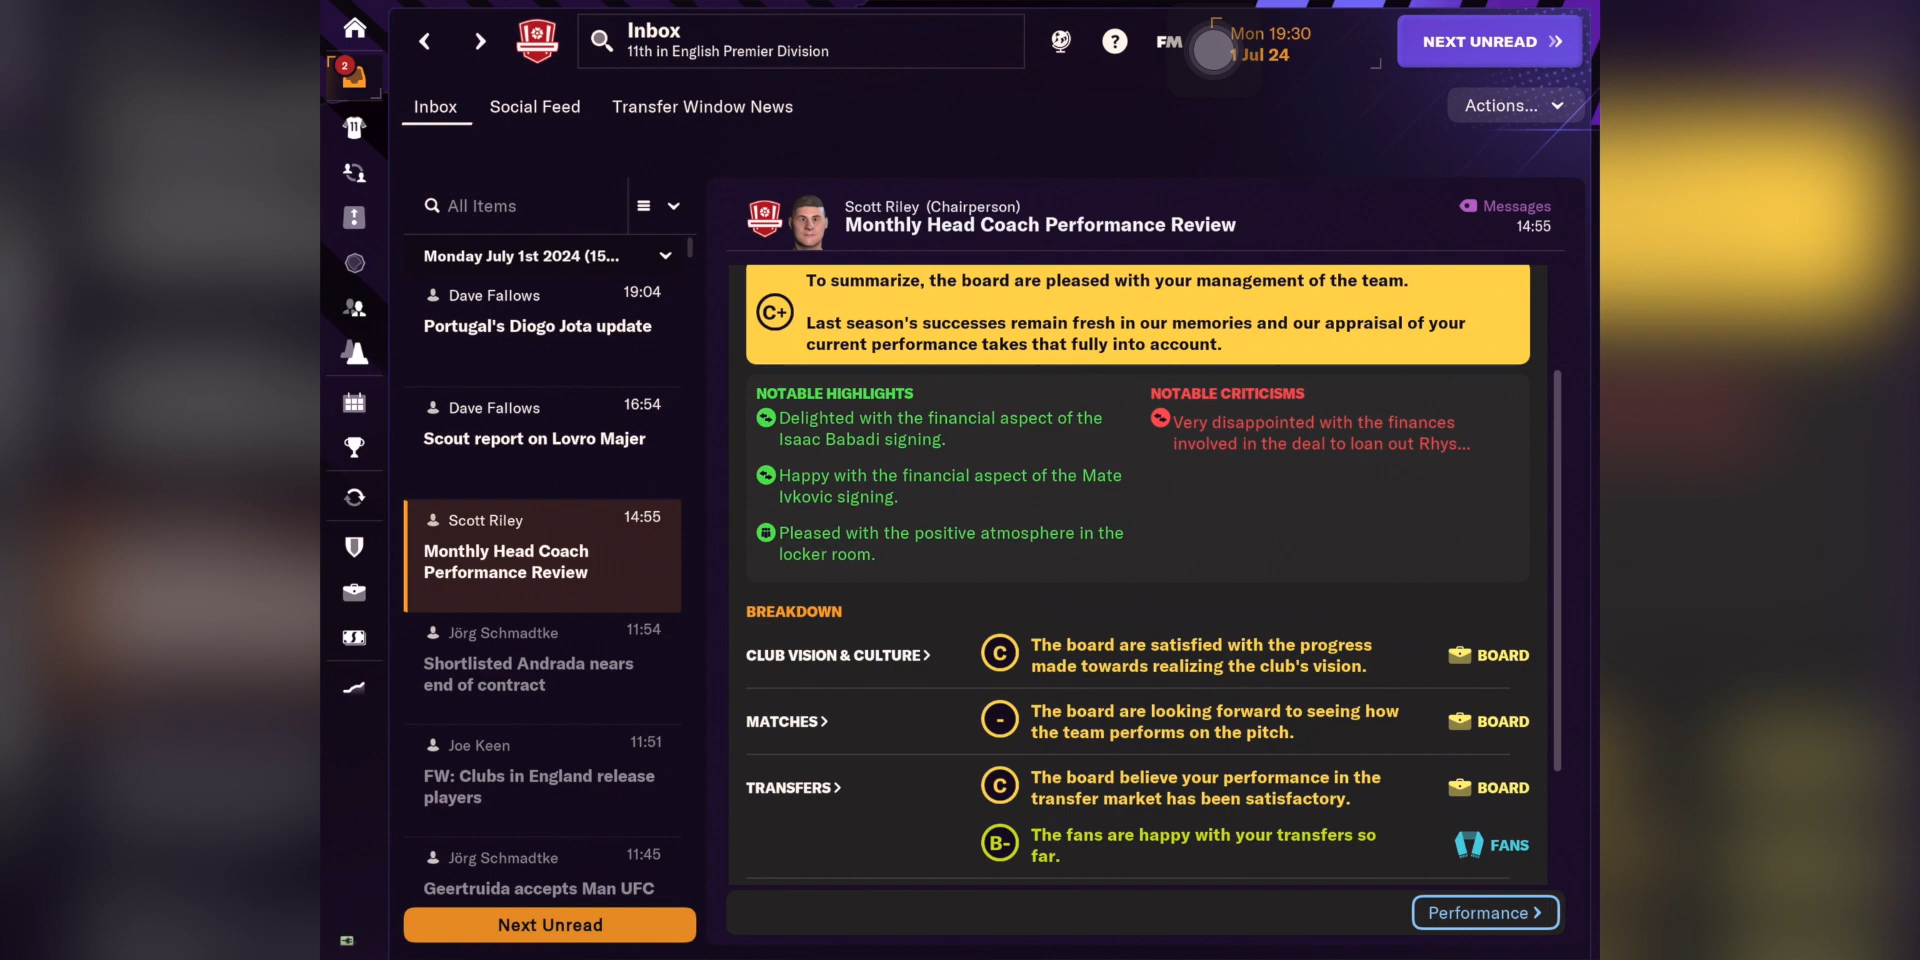 Inbox
11th in English Premier Division
FM
Mon 19:30
1 Jul 24
NEXT UNREAD
2
11
Inbox
Social Feed
Transfer Window News
Actions...
All Items
Monday July 1st 2024 (15...
Dave Fallows
19:04
Portugal's Diogo Jota update
Dave Fallows
16:54
Scout report on Lovro Majer
Scott Riley
14:55
Monthly Head Coach
Performance Review
Jörg Schmadtke
11:54
Shortlisted Andrada nears
end of contract
Joe Keen
11:51
FW: Clubs in England release
players
Jörg Schmadtke
11:45
Geertruida accepts Man UFC
Next Unread
Scott Riley (Chairperson)
Monthly Head Coach Performance Review
Messages
14:55
C+
To summarize, the board are pleased with your management of the team.
Last season's successes remain fresh in our memories and our appraisal of your
current performance takes that fully into account.
NOTABLE HIGHLIGHTS
Delighted with the financial aspect of the
Isaac Babadi signing.
Happy with the financial aspect of the Mate
Ivkovic signing.
Pleased with the positive atmosphere in the
locker room.
NOTABLE CRITICISMS
Very disappointed with the finances
involved in the deal to loan out Rhys...
BREAKDOWN
CLUB VISION & CULTURE
C
The board are satisfied with the progress
made towards realizing the club's vision.
BOARD
MATCHES
-
The board are looking forward to seeing how
the team performs on the pitch.
BOARD
TRANSFERS
C
The board believe your performance in the
transfer market has been satisfactory.
BOARD
B-
The fans are happy with your transfers so
far.
FANS
Performance